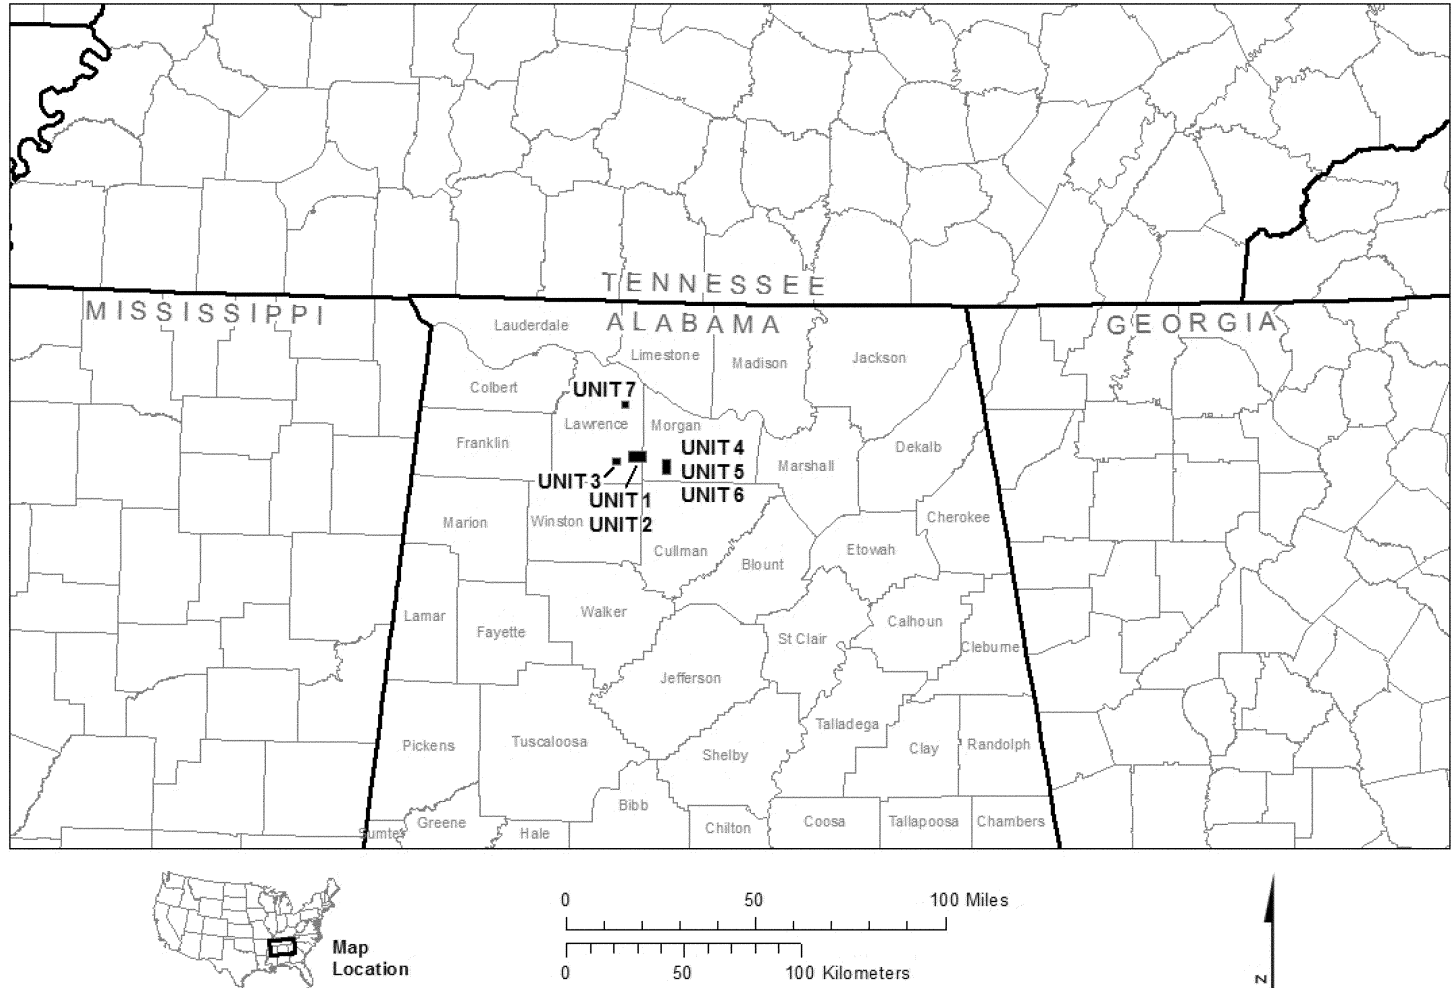 TENNESSEE
MISSISSIPPI
ALABAMA
GEORGIA
Lauderdale
Limestone
Madison
Jackson
Colbert
UNIT 7
Lawrence
Morgan
Franklin
UNIT 4
Dekalb
Marshall
UNIT 5
UNIT 3
UNIT 6
UNIT 1
Marion
Winston
UNIT 2
Cherokee
Cullman
Etowah
Blount
Lamar
Walker
Fayette
Calhoun
St Clair
Cleburne
Jefferson
Talladega
Pickens
Tuscaloosa
Shelby
Clay
Randolph
Bibb
Sumter
Greene
Hale
Chilton
Coosa
Tallapoosa
Chambers
0 50 100 Miles
0 50 100 Kilometers
Map
Location
N